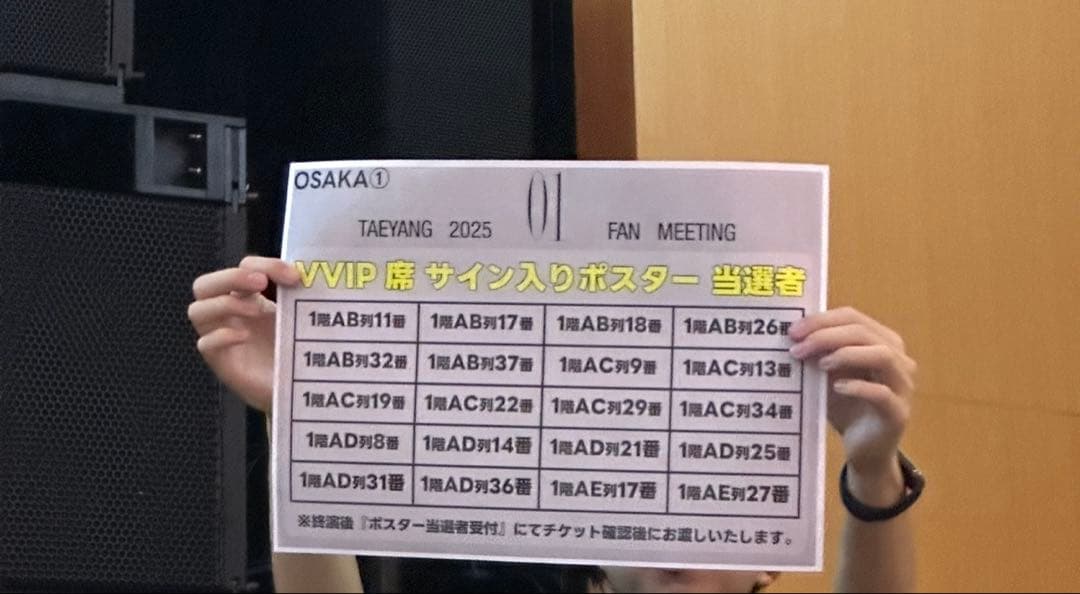 OSAKA①
TAEYANG 2025 01 FAN MEETING
VVIP 席 サイン入りポスター 当選者
1階AB列11番 1階AB列17番 1階AB列18番 1階AB列26番
1階AB列32番 1階AB列37番 1階AC列9番 1階AC列13番
1階AC列19番 1階AC列22番 1階AC列29番 1階AC列34番
1階AD列8番 1階AD列14番 1階AD列21番 1階AD列25番
1階AD列31番 1階AD列36番 1階AE列17番 1階AE列27番
※終演後『ポスター当選者受付』にてチケット確認後にお渡しいたします。